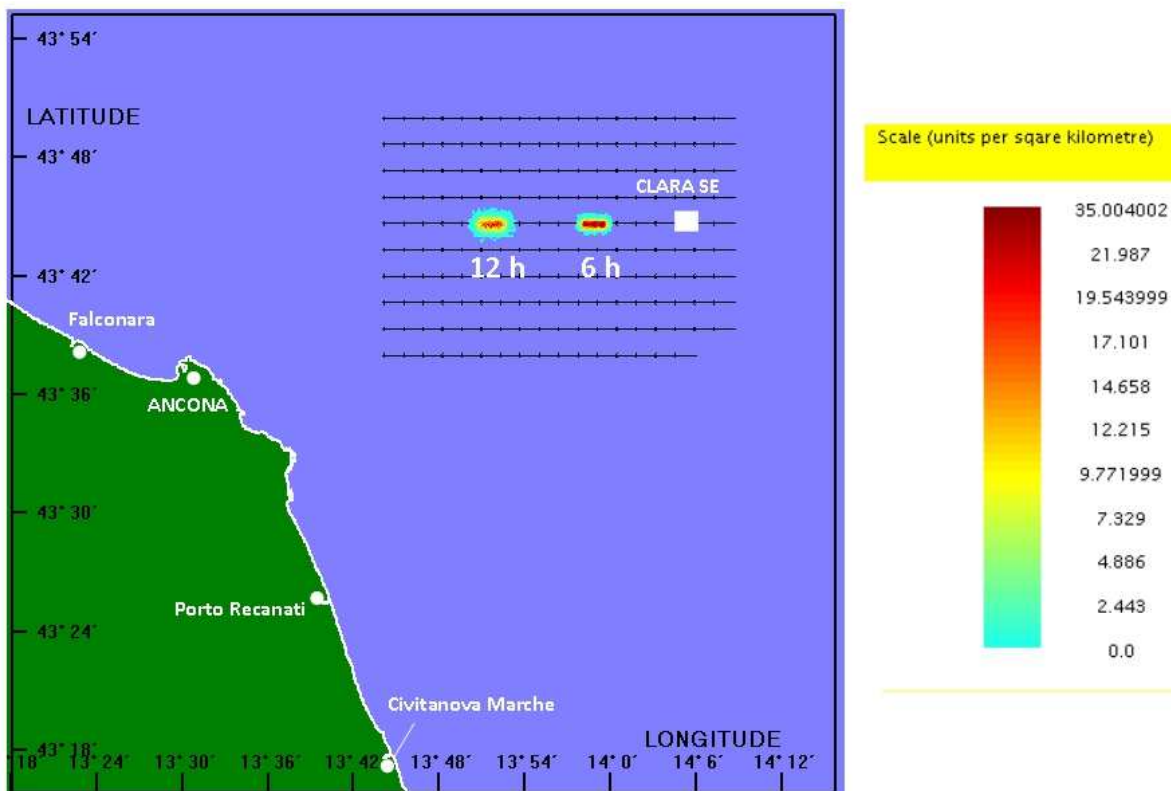 43° 54′
LATITUDE
43° 48′
CLARA SE
12 h
6 h
43° 42′
Falconara
ANCONA
43° 36′
43° 30′
Porto Recanati
43° 24′
Civitanova Marche
LONGITUDE
43° 18′
18′ 13° 24′ 13° 30′ 13° 36′ 13° 42′ 13° 48′ 13° 54′ 14° 0′ 14° 6′ 14° 12′
Scale (units per sqare kilometre)
35.004002
21.987
19.543999
17.101
14.658
12.215
9.771999
7.329
4.886
2.443
0.0